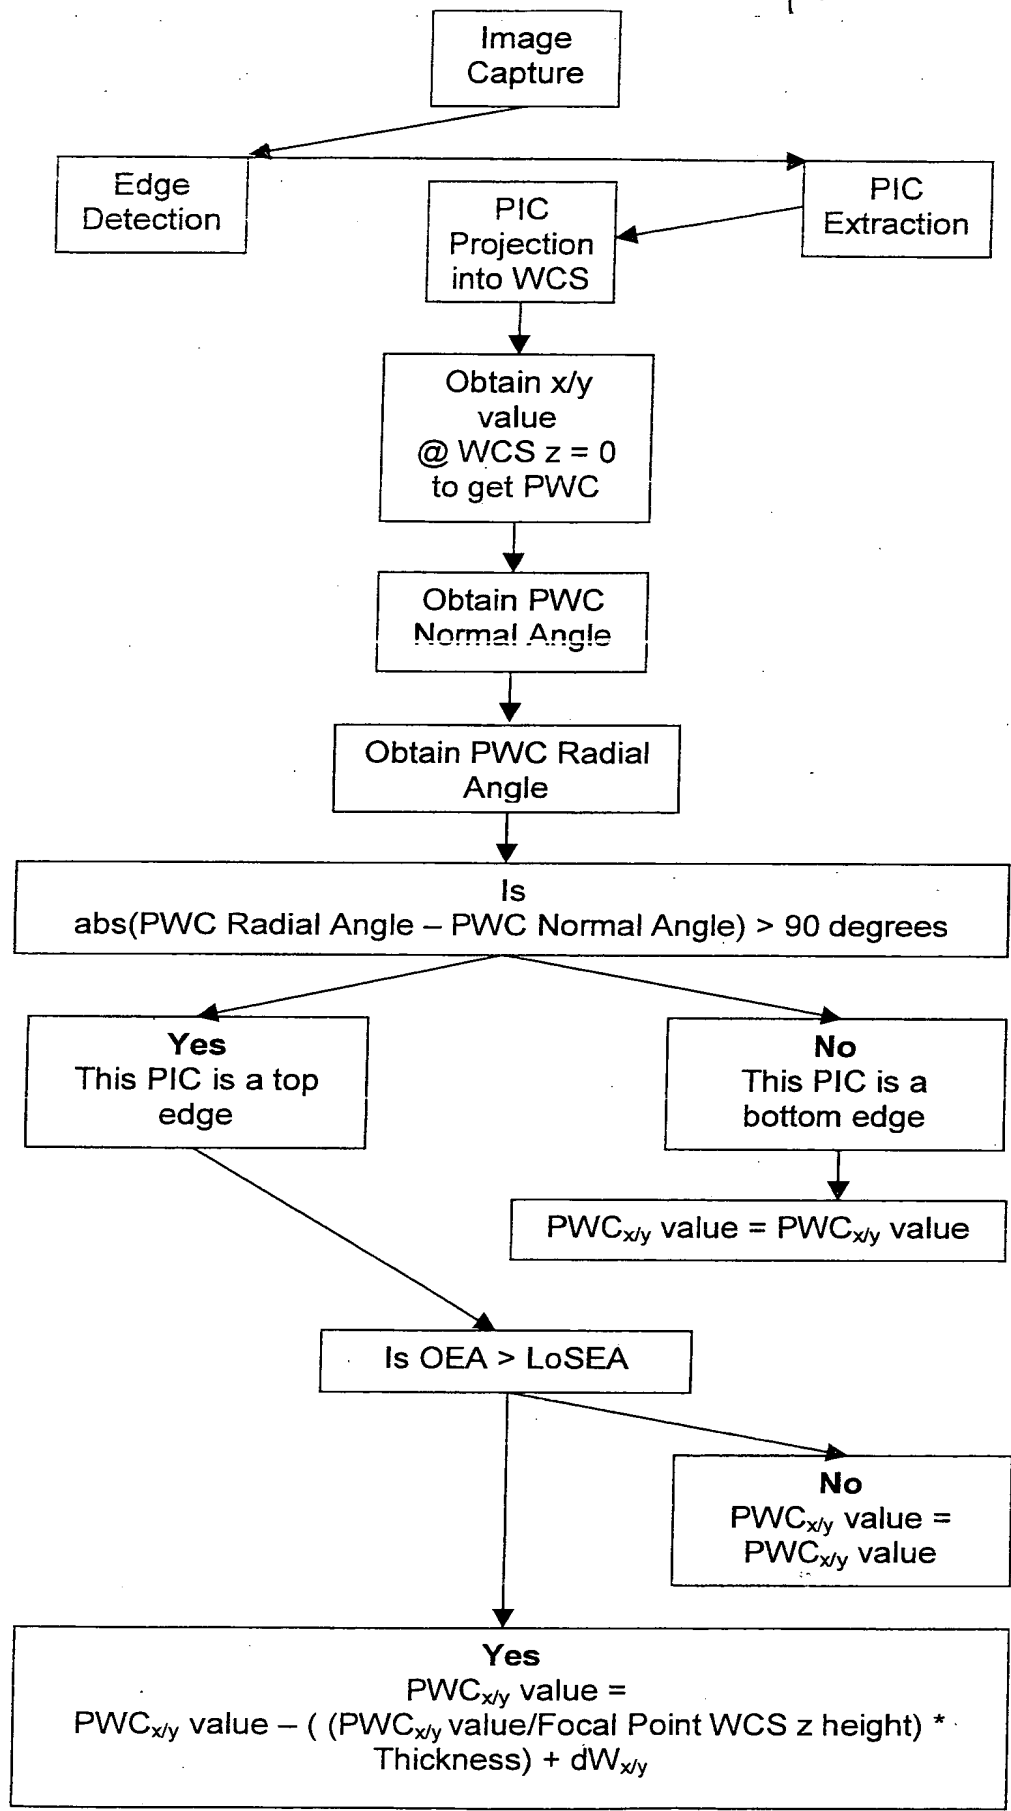 Image
Capture
Edge
Detection
PIC
Extraction
PIC
Projection
into WCS
Obtain x/y
value
@ WCS z = 0
to get PWC
Obtain PWC
Normal Angle
Obtain PWC Radial
Angle
Is
abs(PWC Radial Angle – PWC Normal Angle) > 90 degrees
Yes
This PIC is a top
edge
No
This PIC is a
bottom edge
PWCx/y value = PWCx/y value
Is OEA > LoSEA
No
PWCx/y value =
PWCx/y value
Yes
PWCx/y value =
PWCx/y value – ( (PWCx/y value/Focal Point WCS z height) *
Thickness) + dWx/y